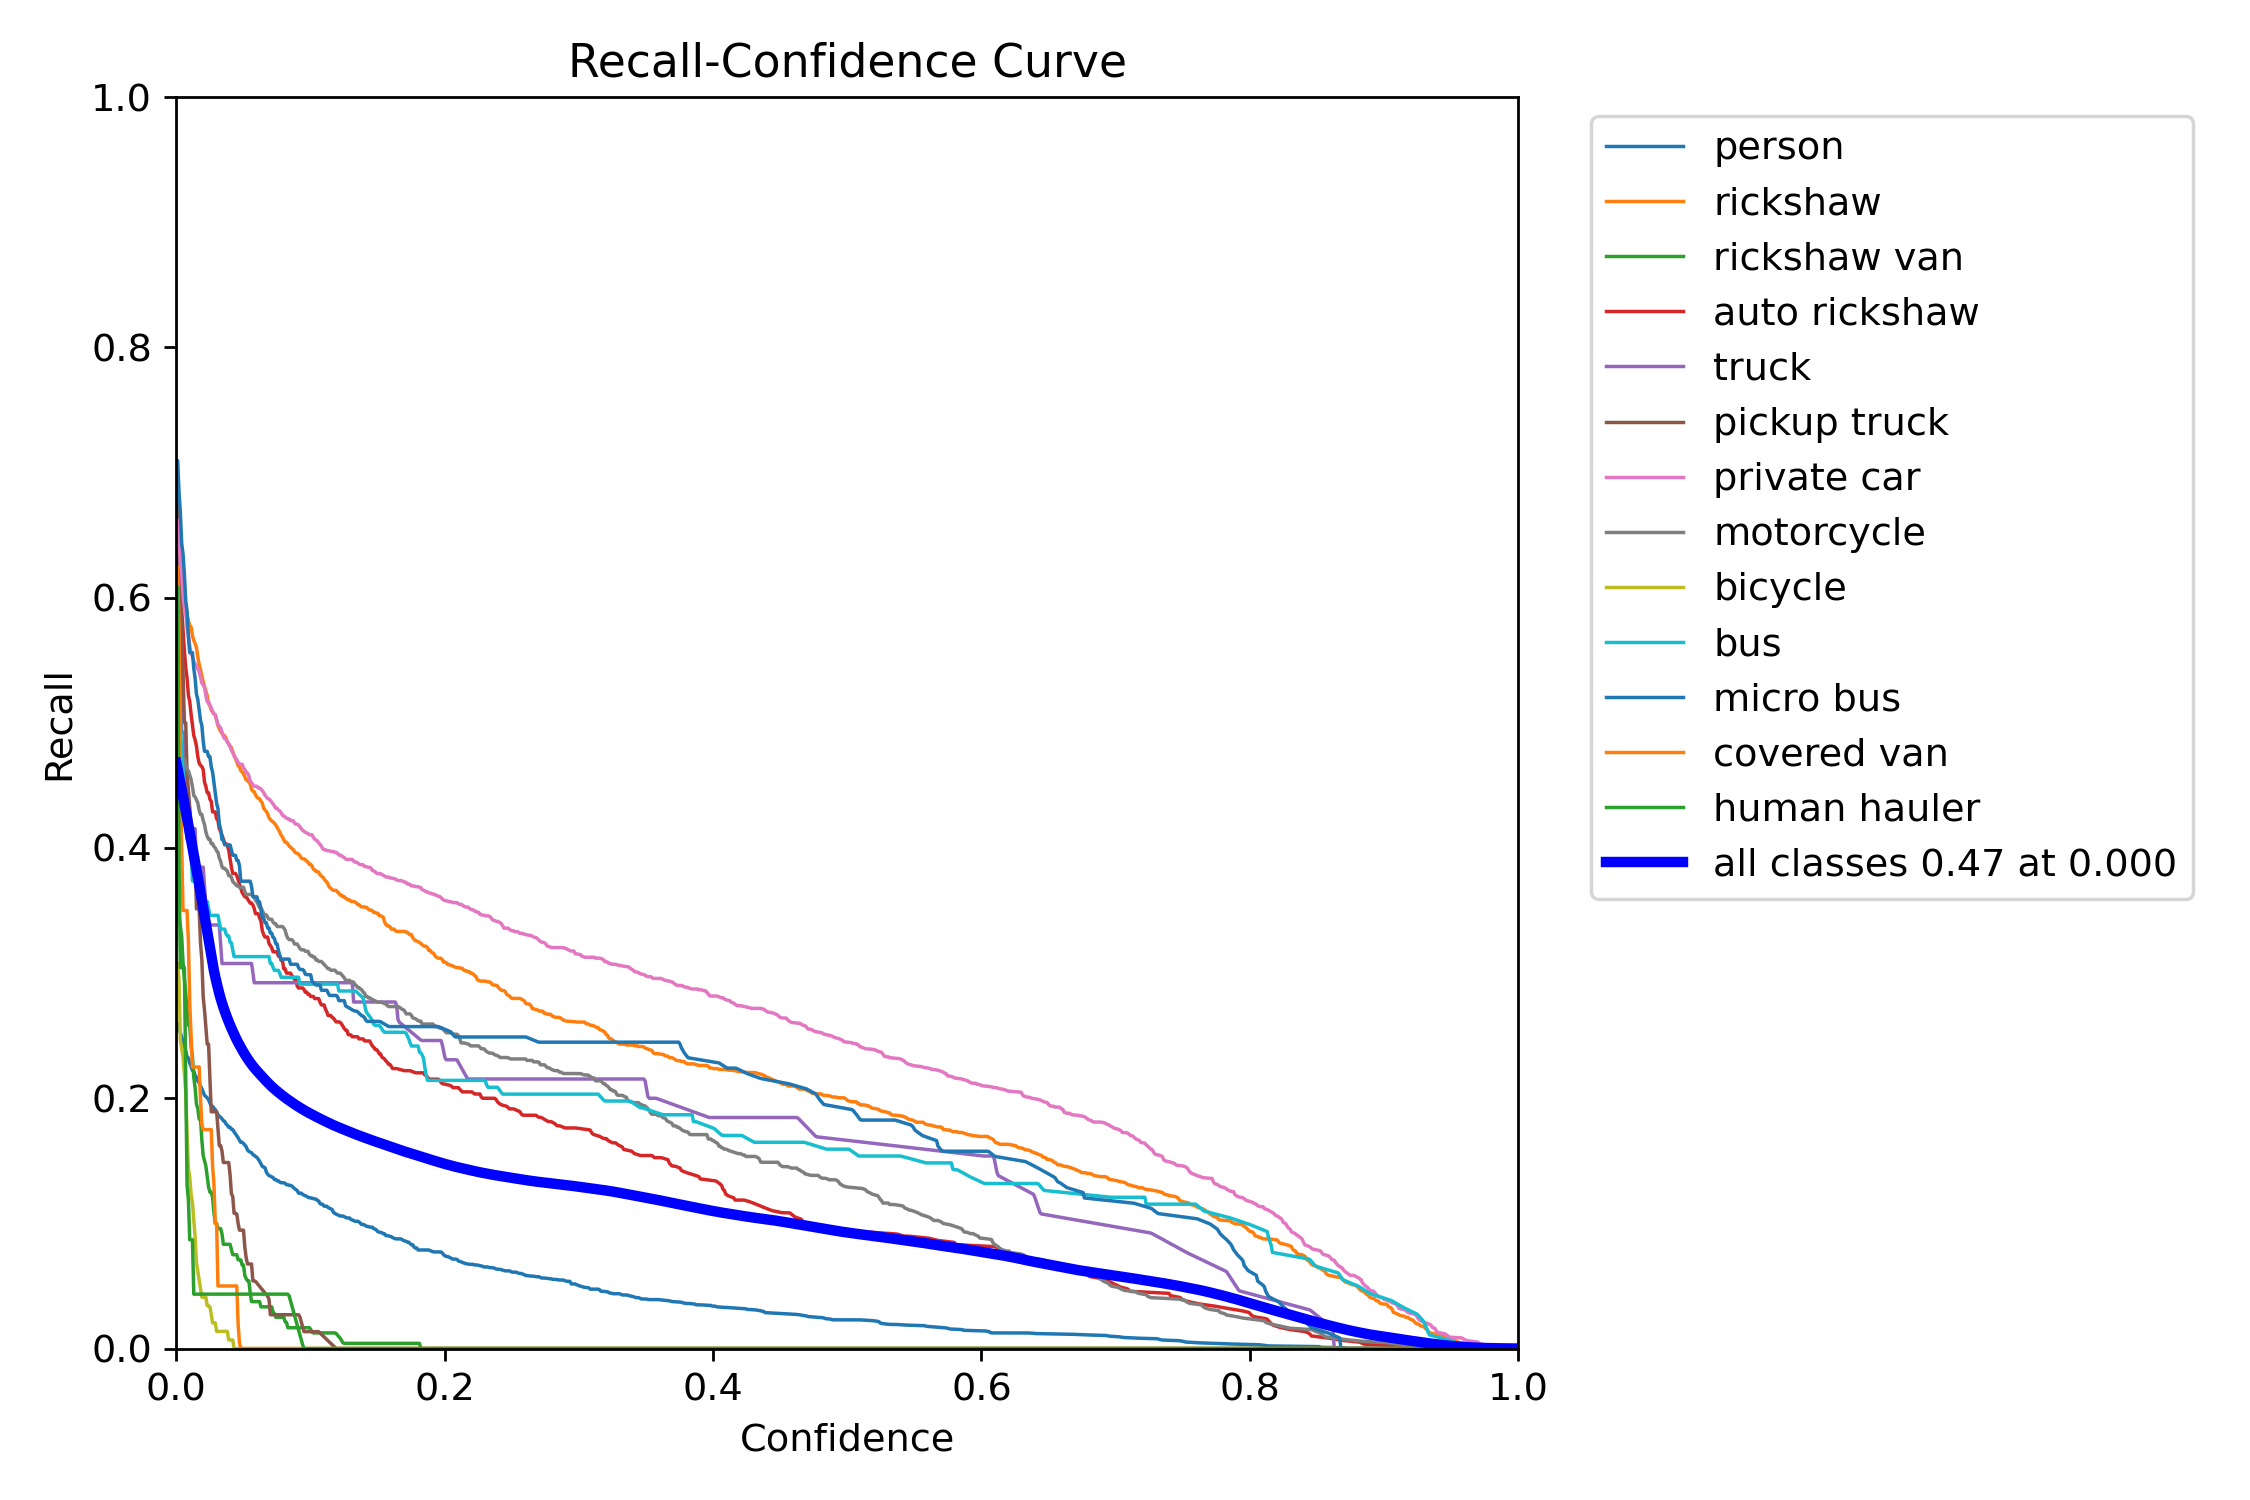 Recall-Confidence Curve
1.0
0.8
0.6
0.4
0.2
0.0
Recall
0.0 0.2 0.4 0.6 0.8 1.0
Confidence
person
rickshaw
rickshaw van
auto rickshaw
truck
pickup truck
private car
motorcycle
bicycle
bus
micro bus
covered van
human hauler
all classes 0.47 at 0.000